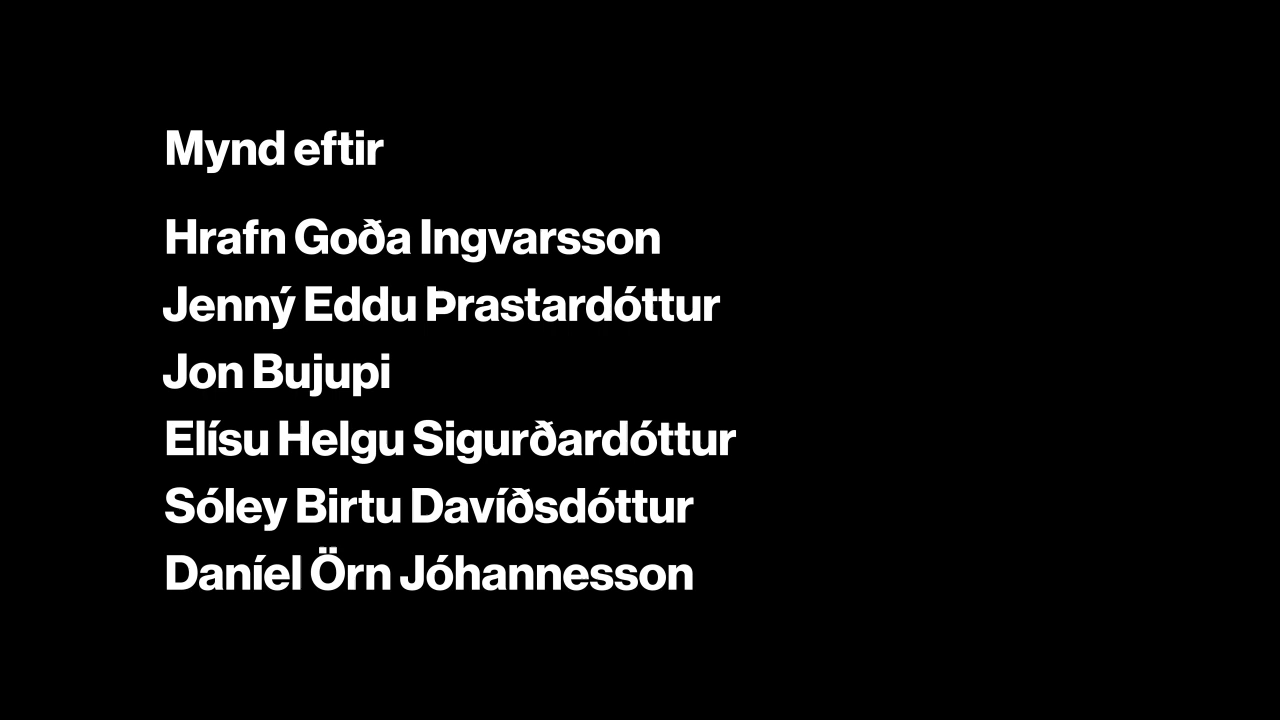 Mynd eftir
Hrafn Goða Ingvarsson
Jenný Eddu Þrastardóttur
Jon Bujupi
Elísu Helgu Sigurðardóttur
Sóley Birtu Davíðsdóttur
Daníel Örn Jóhannesson